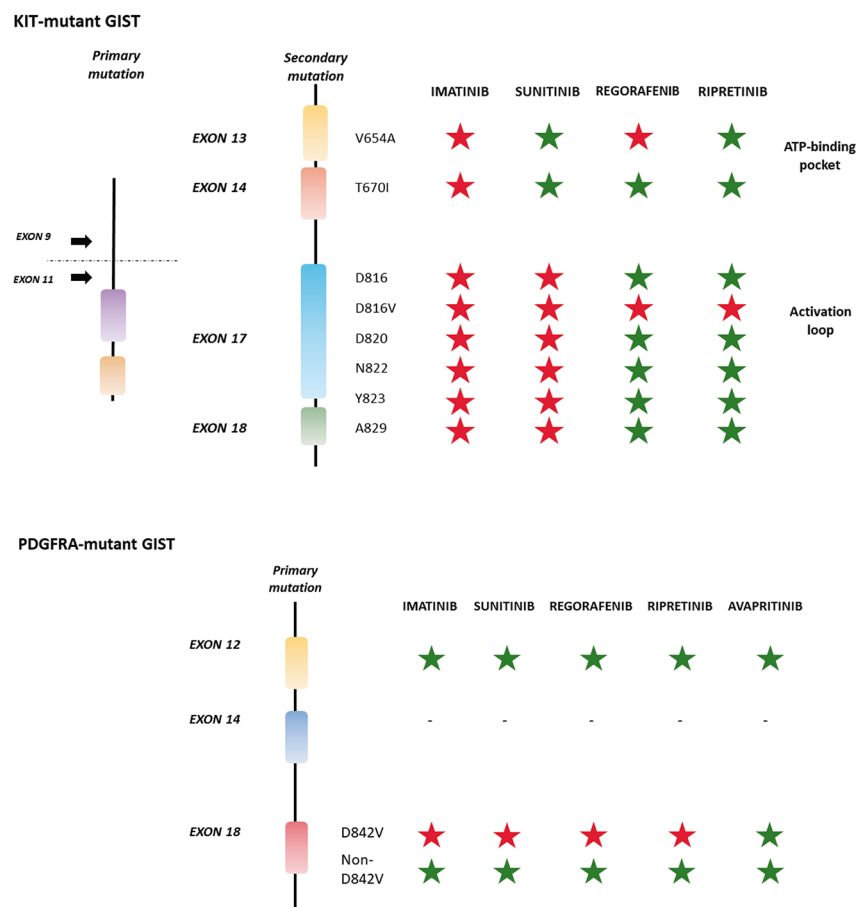 KIT-mutant GIST
Primary
mutation
Secondary
mutation
IMATINIB SUNITINIB REGORAFENIB RIPRETINIB
EXON 13 V654A
ATP-binding
pocket
EXON 14 T670I
EXON 9
EXON 11
D816
D816V
Activation
loop
EXON 17 D820
N822
Y823
EXON 18 A829
PDGFRA-mutant GIST
Primary
mutation
IMATINIB SUNITINIB REGORAFENIB RIPRETINIB AVAPRITINIB
EXON 12
EXON 14 - - - - -
EXON 18 D842V
Non-
D842V